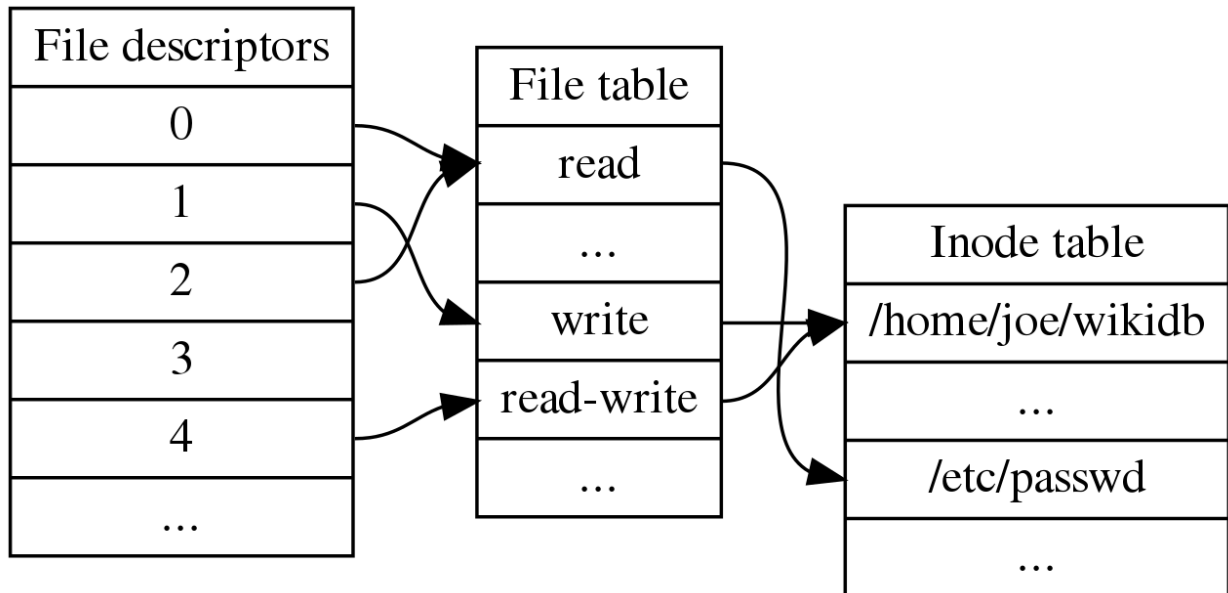 File descriptors
0
1
2
3
4
...
File table
read
...
write
read-write
...
Inode table
/home/joe/wikidb
...
/etc/passwd
...